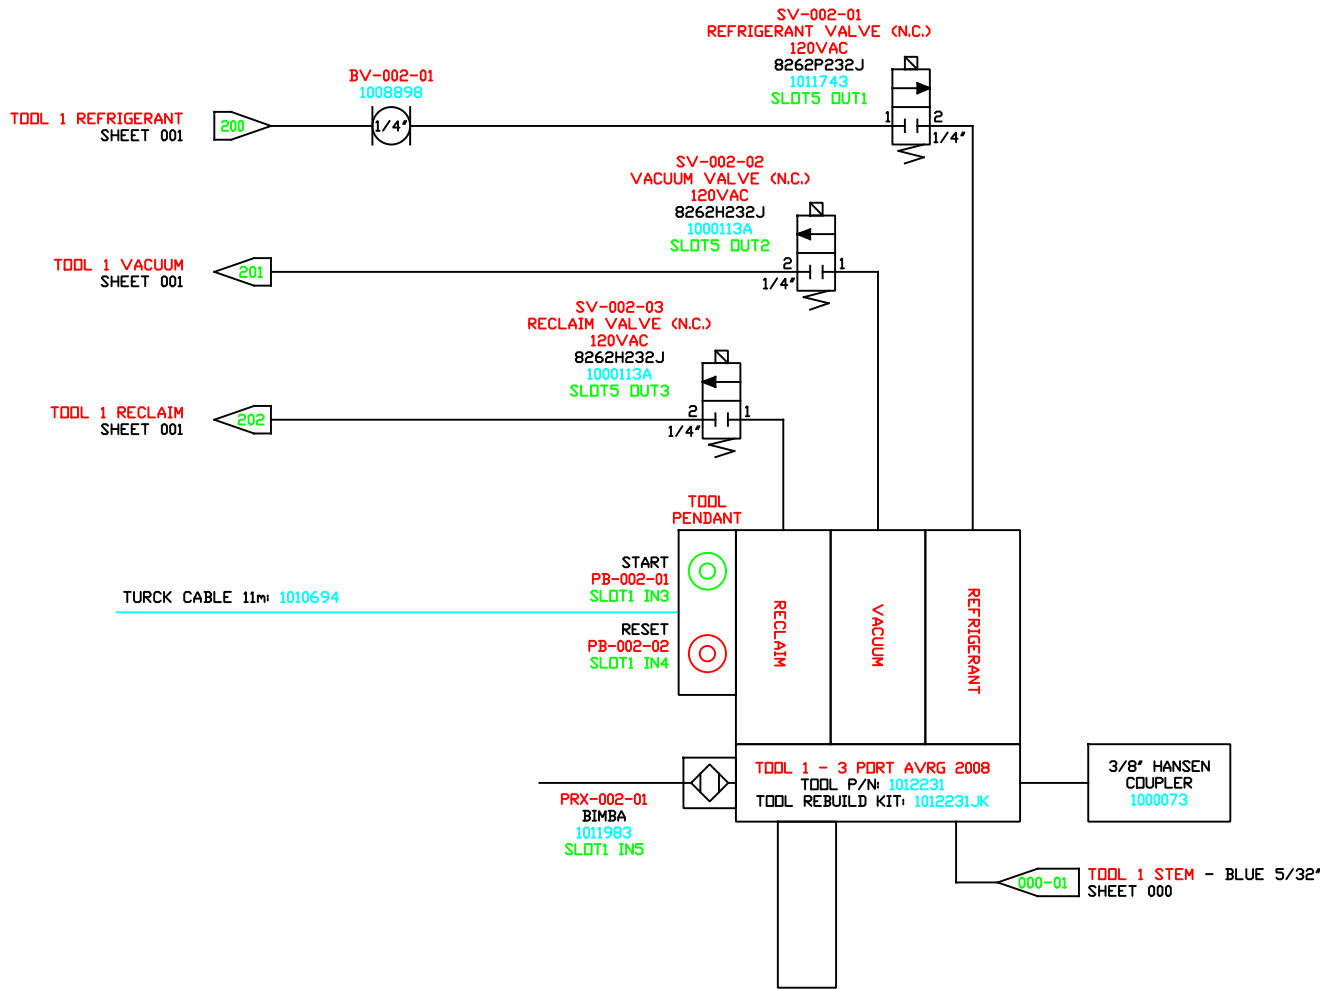 SV-002-01
REFRIGERANT VALVE (N.C.)
120VAC
8262P232J
1011743
SLOT5 OUT1
BV-002-01
1008898
1/4"
TOOL 1 REFRIGERANT
SHEET 001
200
1
2
1/4"
SV-002-02
VACUUM VALVE (N.C.)
120VAC
8262H232J
1000113A
SLOT5 OUT2
TOOL 1 VACUUM
SHEET 001
201
2
1
1/4"
SV-002-03
RECLAIM VALVE (N.C.)
120VAC
8262H232J
1000113A
SLOT5 OUT3
TOOL 1 RECLAIM
SHEET 001
202
2
1
1/4"
TOOL
PENDANT
START
PB-002-01
SLOT1 IN3
RESET
PB-002-02
SLOT1 IN4
TURCK CABLE 11m: 1010694
RECLAIM
VACUUM
REFRIGERANT
TOOL 1 - 3 PORT AVRG 2008
TOOL P/N: 1012231
TOOL REBUILD KIT: 1012231JK
3/8" HANSEN
COUPLER
1000073
PRX-002-01
BIMBA
1011983
SLOT1 IN5
000-01
TOOL 1 STEM - BLUE 5/32"
SHEET 000